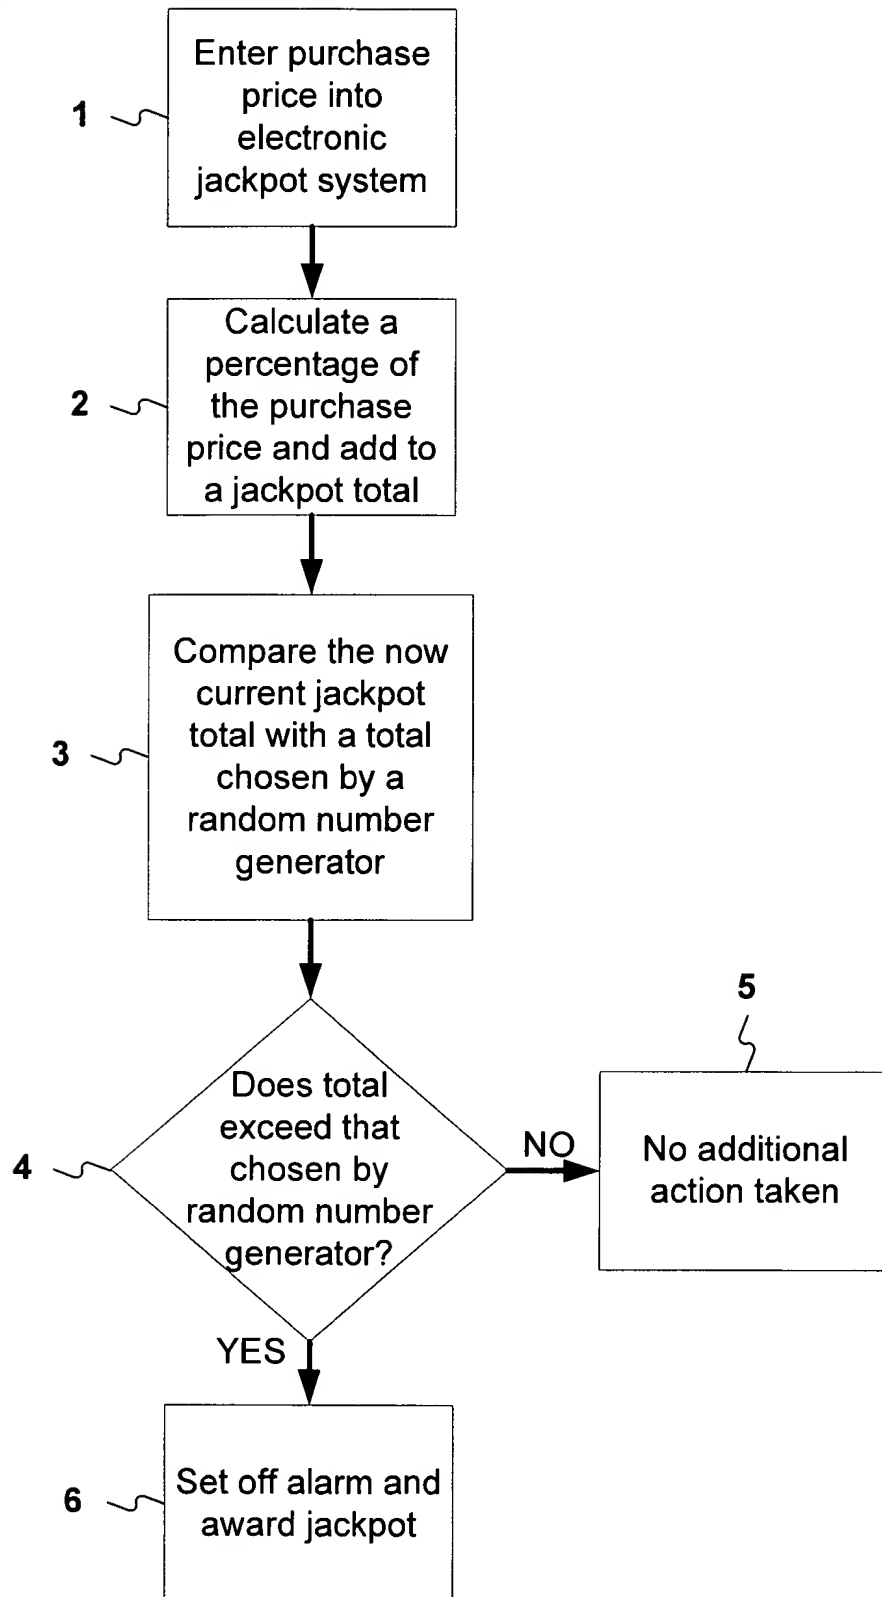 1
Enter purchase
price into
electronic
jackpot system
2
Calculate a
percentage of
the purchase
price and add to
a jackpot total
3
Compare the now
current jackpot
total with a total
chosen by a
random number
generator
4
Does total
exceed that
chosen by
random number
generator?
NO
5
No additional
action taken
YES
6
Set off alarm and
award jackpot